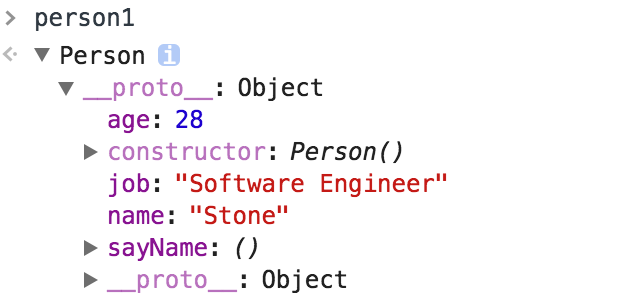 > person1
Person i
__proto__: Object
age: 28
constructor: Person()
job: "Software Engineer"
name: "Stone"
sayName: ()
__proto__: Object